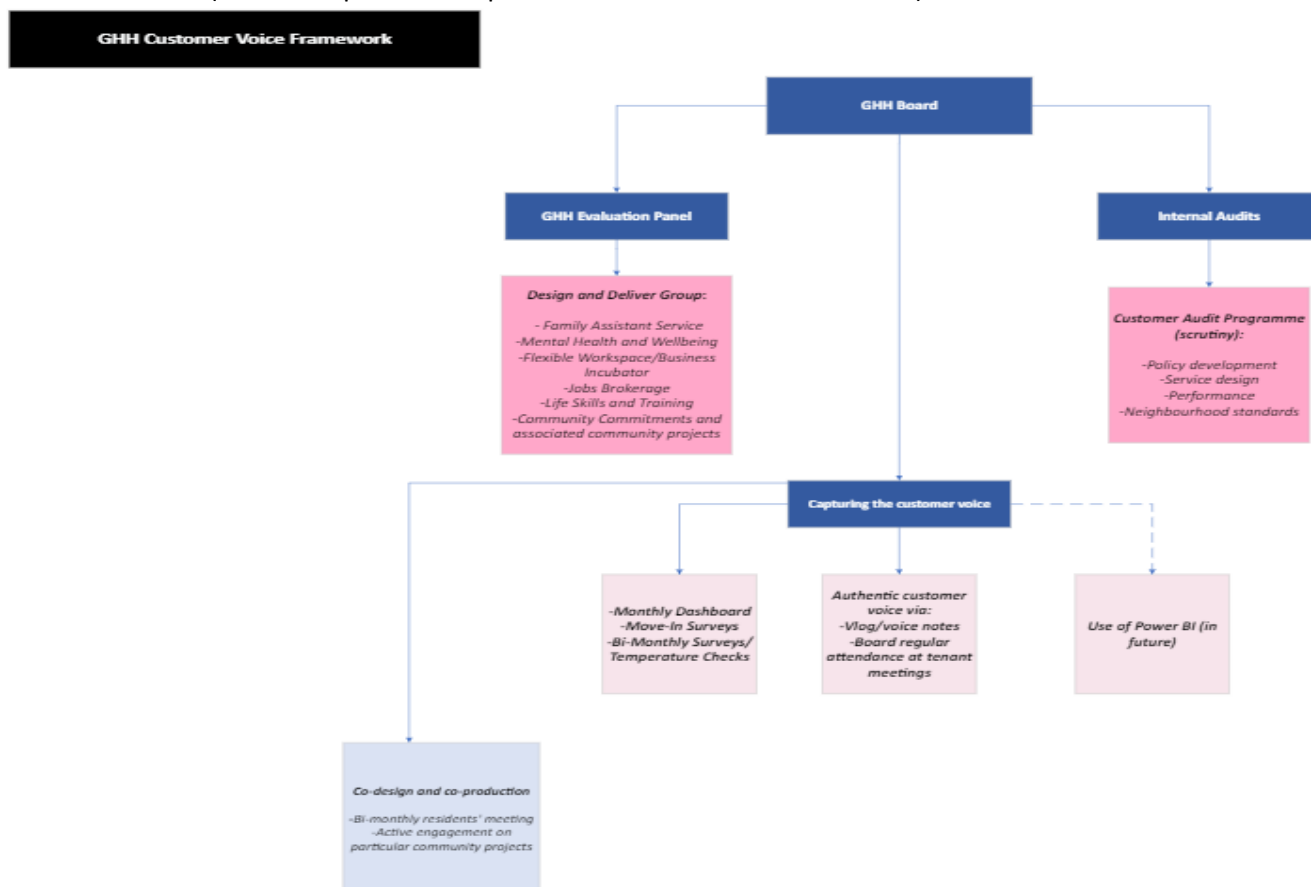 GHH Customer Voice Framework
GHH Board
GHH Evaluation Panel
Internal Audits
Design and Deliver Group:
- Family Assistant Service
-Mental Health and Wellbeing
-Flexible Workspace/Business
Incubator
-Jobs Brokerage
-Life Skills and Training
-Community Commitments and
associated community projects
Customer Audit Programme
(scrutiny):
-Policy development
-Service design
-Performance
-Neighbourhood standards
Capturing the customer voice
-Monthly Dashboard
-Move-In Surveys
-Bi-Monthly Surveys/
Temperature Checks
Authentic customer
voice via:
-Vlog/voice notes
-Board regular
attendance at tenant
meetings
Use of Power BI (in
future)
Co-design and co-production
-Bi-monthly residents' meeting
-Active engagement on
particular community projects